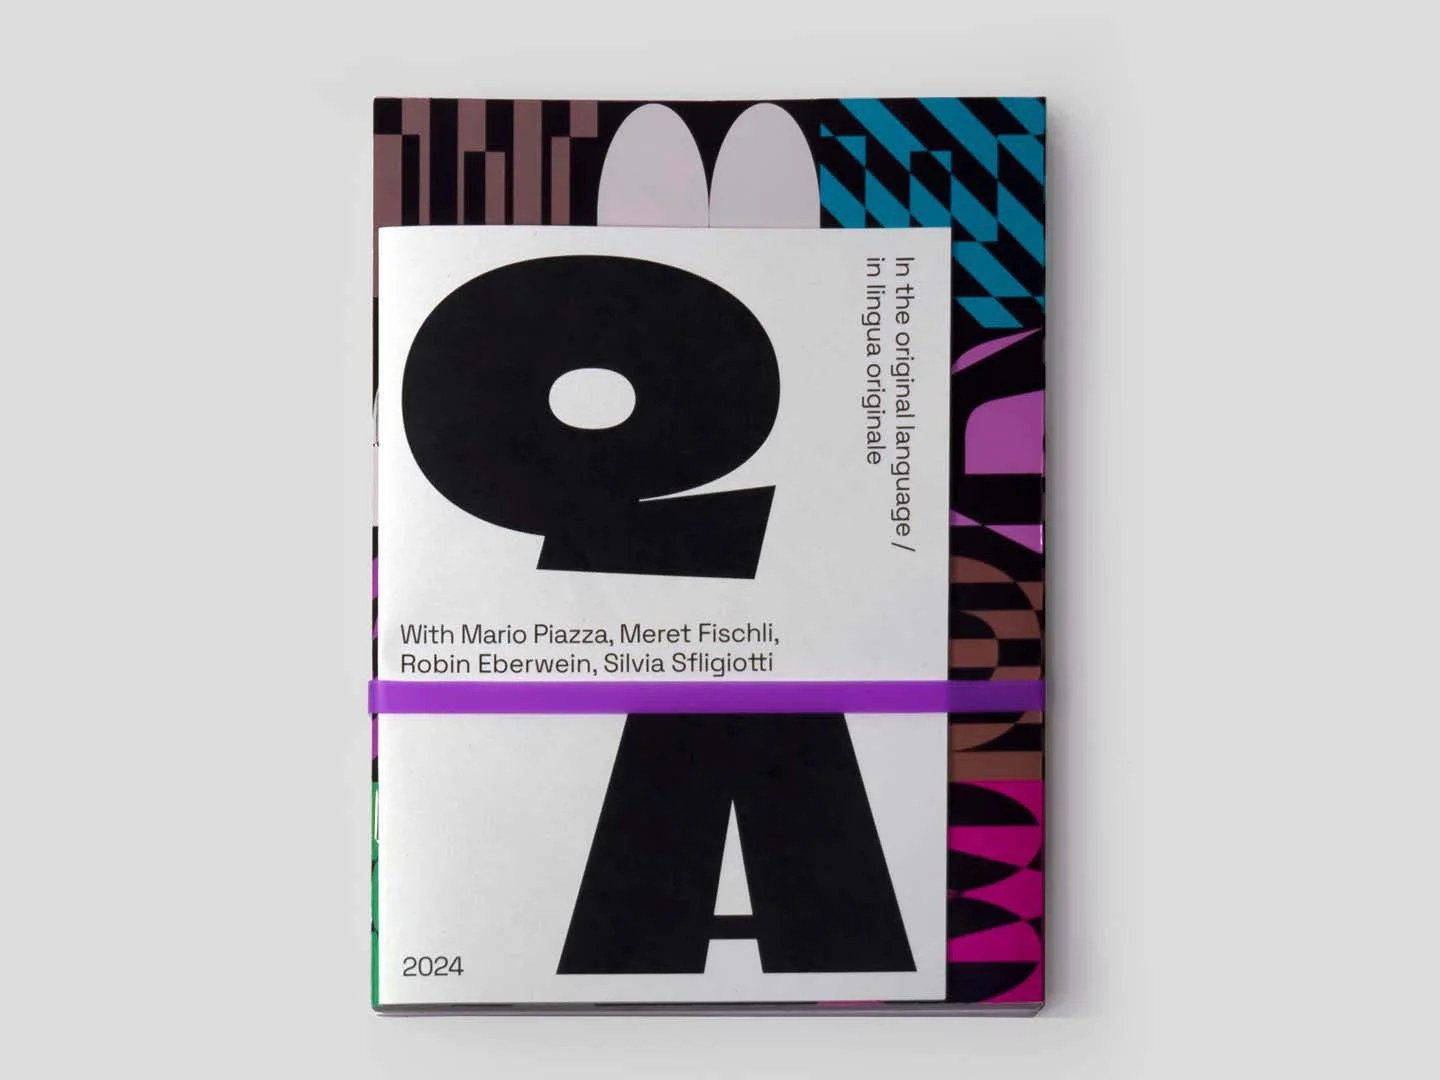 Q
In the original language /
in lingua originale
With Mario Piazza, Meret Fischli,
Robin Eberwein, Silvia Sfligiotti
A
2024